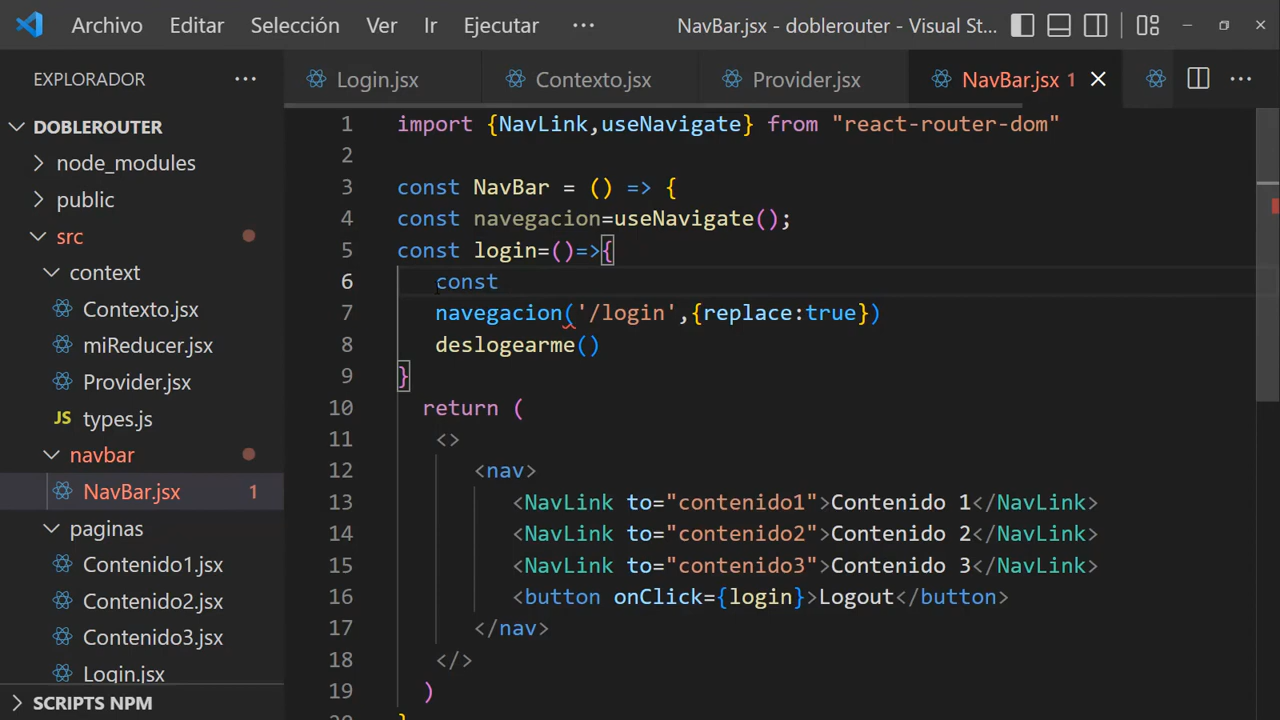 Archivo Editar Selección Ver Ir Ejecutar ··· NavBar.jsx - doblerouter - Visual St...
EXPLORADOR ···
DOBLEROUTER
node_modules
public
src
context
Contexto.jsx
miReducer.jsx
Provider.jsx
JS types.js
navbar
NavBar.jsx 1
paginas
Contenido1.jsx
Contenido2.jsx
Contenido3.jsx
Login.jsx
SCRIPTS NPM
Login.jsx Contexto.jsx Provider.jsx NavBar.jsx 1 ···
1 import {NavLink,useNavigate} from "react-router-dom"
2
3 const NavBar = () => {
4 const navegacion=useNavigate();
5 const login=()=>{
6 const
7 navegacion('/login',{replace:true})
8 deslogearme()
9 }
10 return (
11 <>
12 <nav>
13 <NavLink to="contenido1">Contenido 1</NavLink>
14 <NavLink to="contenido2">Contenido 2</NavLink>
15 <NavLink to="contenido3">Contenido 3</NavLink>
16 <button onClick={login}>Logout</button>
17 </nav>
18 </>
19 )
20 }